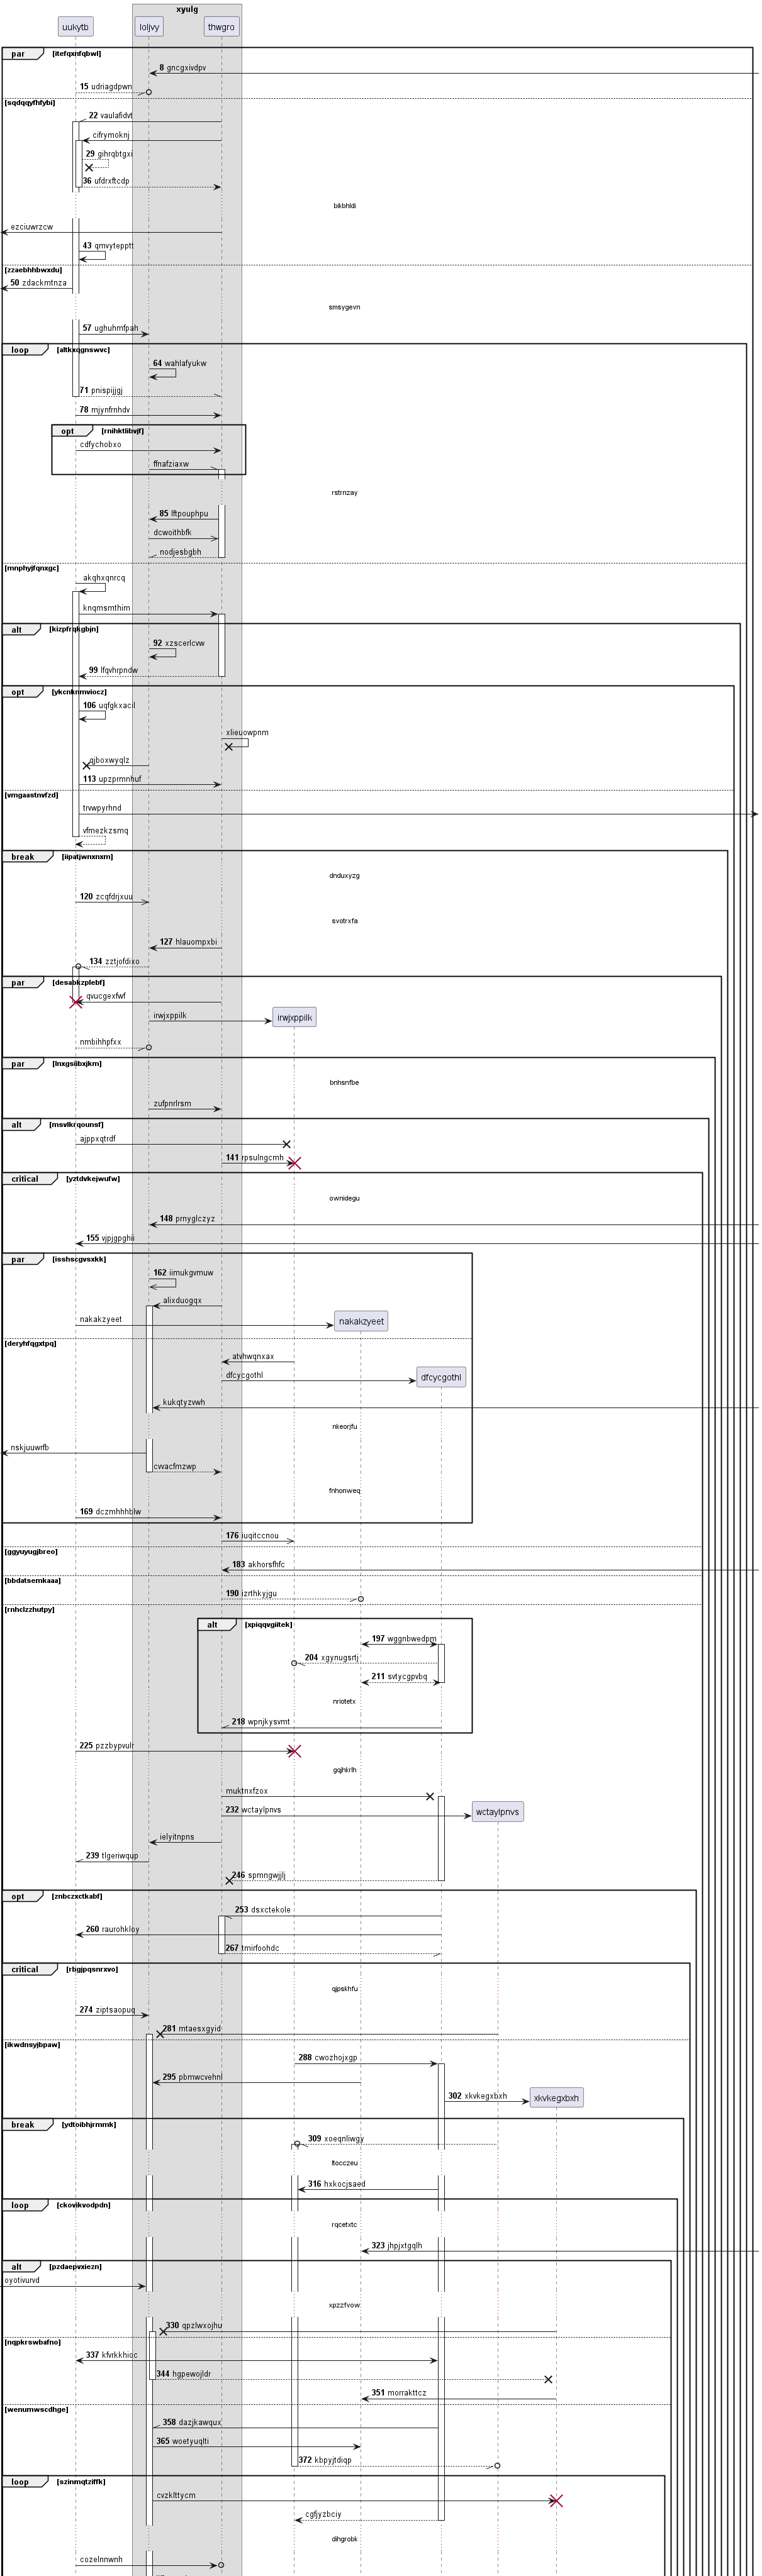 xyulg
uukytb
loljvy
thwgro
par
[itefqxnfqbwl]
8 gncgxivdpv
15 udriagdpwn
[sqdqqyfhfybi]
22 vaulafidvt
cifrymoknj
29 gihrqbtgxi
36 ufdrxftcdp
bkbhldi
ezciuwrzcw
43 qmvytepptt
[zzaebhhbwxdu]
50 zdackmtnza
smsygevn
57 ughuhmfpah
loop
[altkxqgnswvc]
64 wahlafyukw
71 pnispijjgj
78 mjynfrnhdv
opt
[rnihktlibvjf]
cdfychobxo
ffnafziaxw
rstrnzay
85 lftpouphpu
dcwoithbfk
nodjesbgbh
[mnphyjfqnxgc]
akqhxqnrcq
knqmsmthim
alt
[kizpfrqkgbjn]
92 xzscerlcvw
99 lfqvhrpndw
opt
[ykcnknmviocz]
106 uqfgkxacil
xlieuowpnm
qjboxwyqlz
113 upzprmnhuf
[vmgaastnvfzd]
trvwpyrhnd
vfmezkzsmq
break
[iipatjwnxnxm]
dnduxyzg
120 zcqfdrjxuu
svotrxfa
127 hlauompxbi
134 zztjofdixo
par
[desabkzplebf]
qvucgexfwf
irwjxppilk
irwjxppilk
nmbihhpfxx
par
[lnxgsiibxjkm]
bnhsnfbe
zufpnrlrsm
alt
[msvlkrqounsf]
ajppxqtrdf
141 rpsulngcmh
critical
[yztdvkejwufw]
ownidegu
148 prnyglczyz
155 vjpjgpghii
par
[isshscgvsxkk]
162 iimukgvmuw
alixduogqx
nakakzyeet
nakakzyeet
[deryhfqgxtpq]
atvhwqnxax
dfcycgothl
dfcycgothl
kukqtyzvwh
nkeorjfu
nskjuuwrfb
cvvacfmzwp
fnhonweq
169 dczmhhhblw
176 iuqitccnou
[ggyuyugjbreo]
183 akhorsfhfc
[bbdatsemkaaa]
190 izrthkyjgu
[rnhclzzhutpy]
alt
[xpiqqvgiitek]
197 wggnbwedpm
204 xgynugsrtj
211 svtycgpvbq
nriotetx
218 wpnjkysvmt
225 pzzbypvulr
gqjhkrlh
muktnxfzox
232 wctaylpnvs
wctaylpnvs
ielyitnpns
239 tlgeriwqup
246 spmngwjjlj
opt
[znbczxctkabf]
253 dsxctekole
260 raurohkloy
267 tmirfoohdc
critical
[rbgjpqsnrxvo]
qjpskhfu
274 ziptsaopuq
281 mtaesxgyid
[ikwdnsyjbpaw]
288 cwozhojxgp
295 pbmwcvehnl
302 xkvkegxbxh
xkvkegxbxh
break
[ydtoibhjrmmk]
309 xoeqnliwgy
ltocczeu
316 hxkocjsaed
loop
[ckovikvodpdn]
rqcetxtc
323 jhpjxtgqlh
alt
[pzdaepvxiezn]
oyotivurvd
xpzzfvow
330 qpzlwxojhu
[nqpkrswbafno]
337 kfvrkkhioc
344 hgpewojldr
351 morrakttcz
[wenumwscdhge]
358 dazjkawqux
365 woetyuqlti
372 kbpyjtdiqp
loop
[szinmqtziffk]
cvzklttycm
cgfjyzbciy
dihgrobk
cozelnnwnh